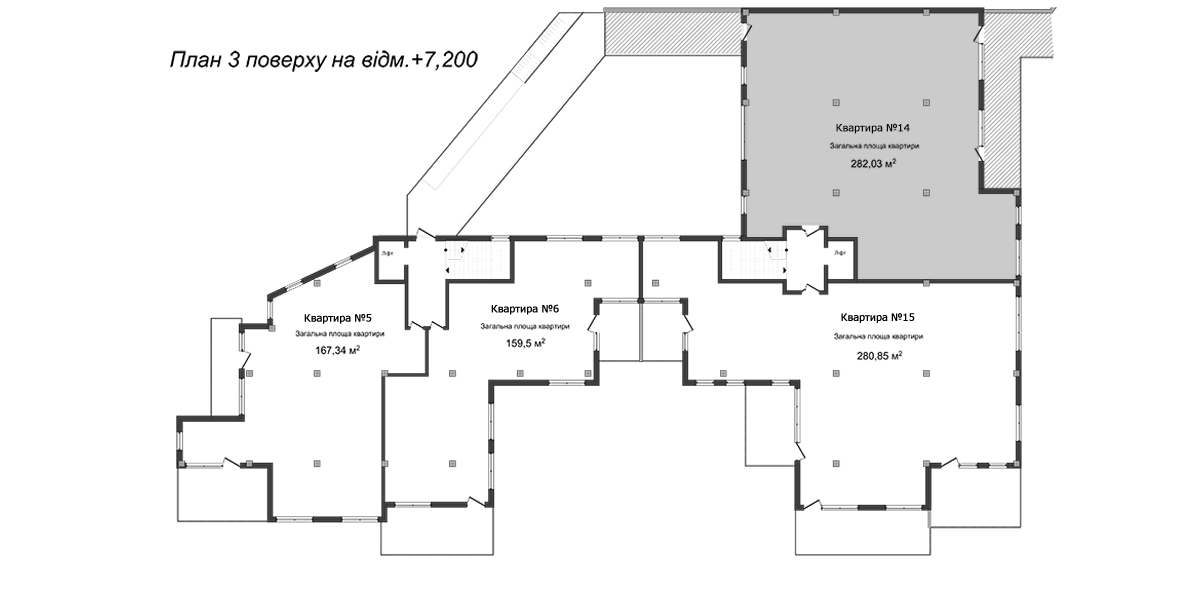 План 3 поверху на відм.+7,200
Квартира №14
Загальна площа квартири
282,03 м²
Ліфт
Ліфт
Квартира №5
Загальна площа квартири
167,34 м²
Квартира №6
Загальна площа квартири
159,5 м²
Квартира №15
Загальна площа квартири
280,85 м²